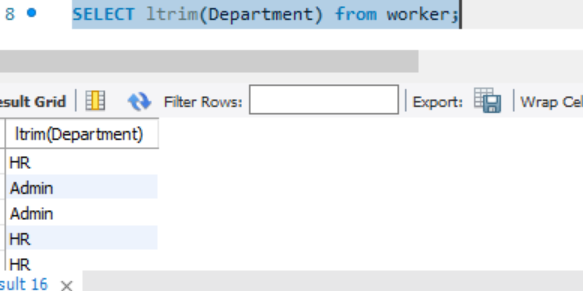 8 SELECT ltrim(Department) from worker;
esult Grid Filter Rows: Export: Wrap Cel
ltrim(Department)
HR
Admin
Admin
HR
HR
sult 16 ×